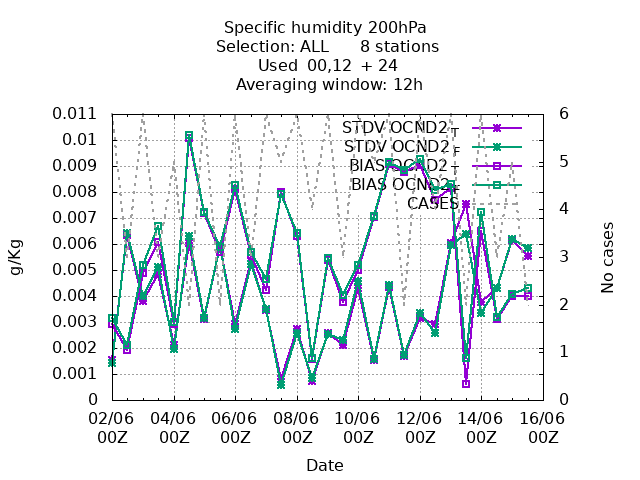 Specific humidity 200hPa
Selection: ALL 8 stations
Used 00,12 + 24
Averaging window: 12h
0.011
0.01
0.009
0.008
0.007
0.006
0.005
0.004
0.003
0.002
0.001
0
g/Kg
STDV OCND2
STDV OCND2
BIAS OCND2
BIAS OCND2
CASES
6
5
4
3
2
1
0
No cases
02/06 04/06 06/06 08/06 10/06 12/06 14/06 16/06
00Z 00Z 00Z 00Z 00Z 00Z 00Z 00Z
Date